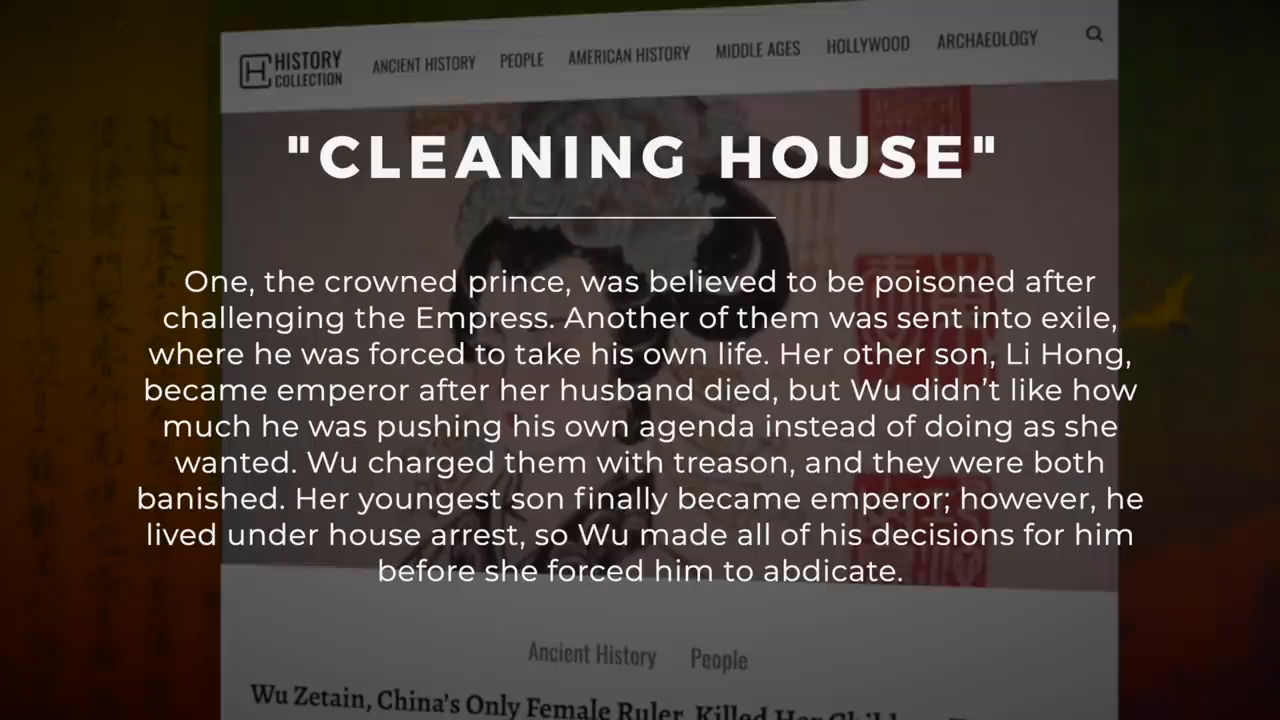 HISTORY
COLLECTION
ANCIENT HISTORY PEOPLE AMERICAN HISTORY MIDDLE AGES HOLLYWOOD ARCHAEOLOGY
"CLEANING HOUSE"
One, the crowned prince, was believed to be poisoned after
challenging the Empress. Another of them was sent into exile,
where he was forced to take his own life. Her other son, Li Hong,
became emperor after her husband died, but Wu didn’t like how
much he was pushing his own agenda instead of doing as she
wanted. Wu charged them with treason, and they were both
banished. Her youngest son finally became emperor; however, he
lived under house arrest, so Wu made all of his decisions for him
before she forced him to abdicate.
Ancient History People
Wu Zetain, China's Only Female Ruler, Killed Her